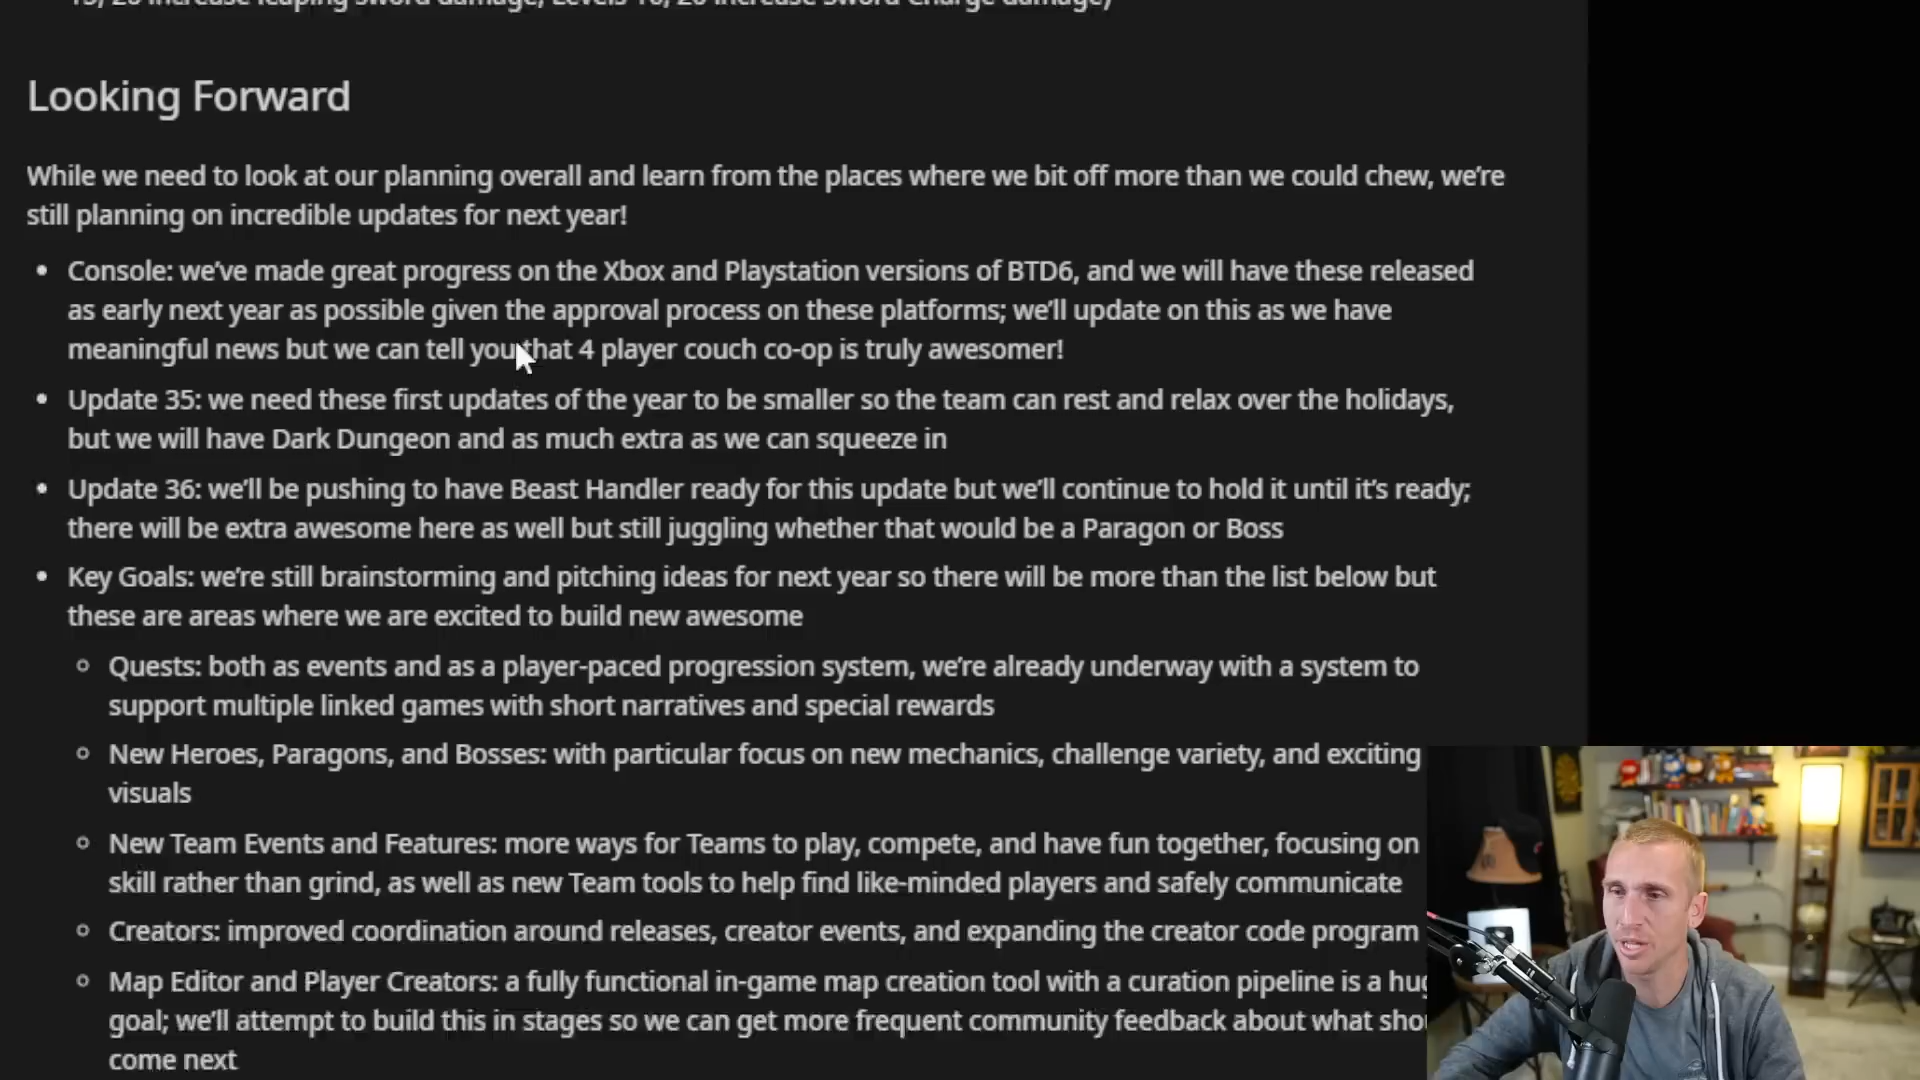 15, 20 increase leaping sword damage, Levels 16, 20 increase Sword Charge damage)
Looking Forward
While we need to look at our planning overall and learn from the places where we bit off more than we could chew, we’re
still planning on incredible updates for next year!
• Console: we’ve made great progress on the Xbox and Playstation versions of BTD6, and we will have these released
as early next year as possible given the approval process on these platforms; we’ll update on this as we have
meaningful news but we can tell you that 4 player couch co-op is truly awesomer!
• Update 35: we need these first updates of the year to be smaller so the team can rest and relax over the holidays,
but we will have Dark Dungeon and as much extra as we can squeeze in
• Update 36: we’ll be pushing to have Beast Handler ready for this update but we’ll continue to hold it until it’s ready;
there will be extra awesome here as well but still juggling whether that would be a Paragon or Boss
• Key Goals: we’re still brainstorming and pitching ideas for next year so there will be more than the list below but
these are areas where we are excited to build new awesome
◦ Quests: both as events and as a player-paced progression system, we’re already underway with a system to
support multiple linked games with short narratives and special rewards
◦ New Heroes, Paragons, and Bosses: with particular focus on new mechanics, challenge variety, and exciting
visuals
◦ New Team Events and Features: more ways for Teams to play, compete, and have fun together, focusing on
skill rather than grind, as well as new Team tools to help find like-minded players and safely communicate
◦ Creators: improved coordination around releases, creator events, and expanding the creator code program
◦ Map Editor and Player Creators: a fully functional in-game map creation tool with a curation pipeline is a
goal; we’ll attempt to build this in stages so we can get more frequent community feedback about what
come next